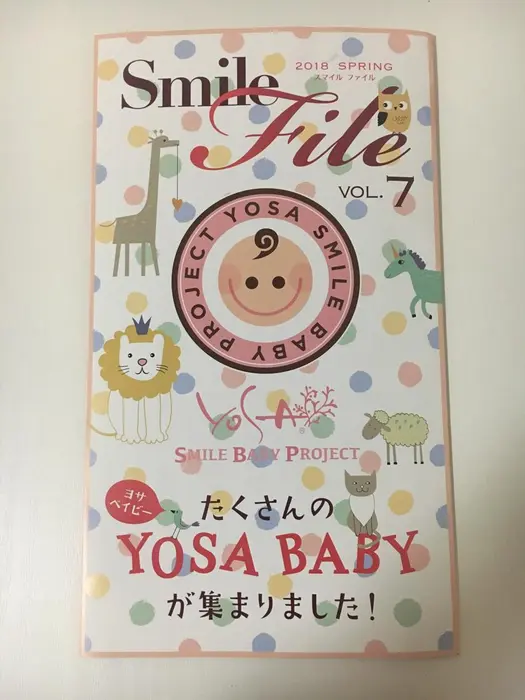 2018 SPRING
スマイル ファイル
Smile
File
VOL. 7
YOSA SMILE BABY PROJECT
YOSA
SMILE BABY PROJECT
ヨサ
ベイビー
たくさんの
YOSA BABY
が集まりました!